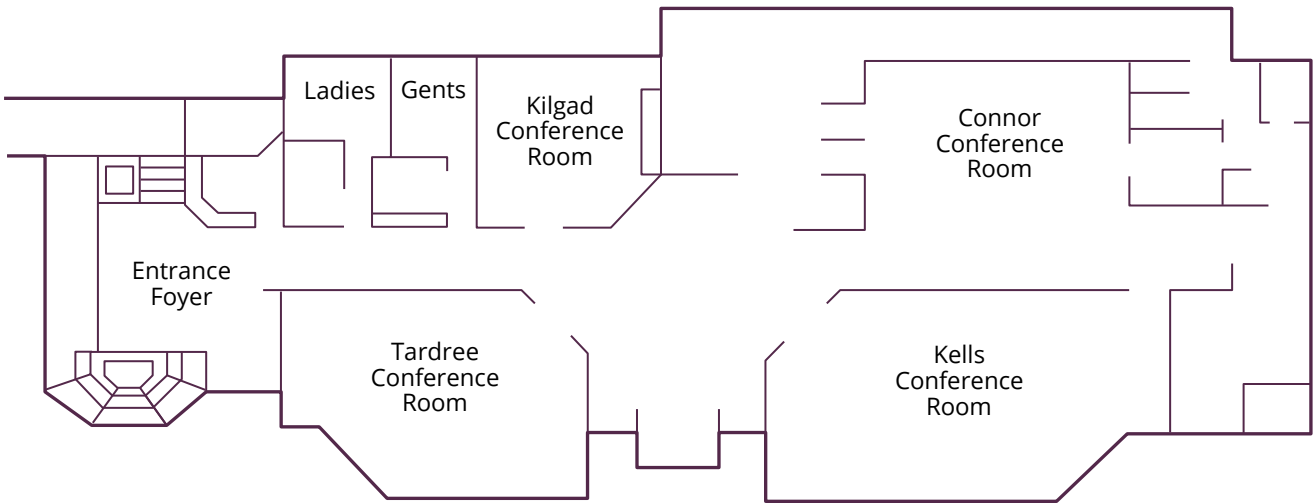 Ladies
Gents
Kilgad
Conference
Room
Connor
Conference
Room
Entrance
Foyer
Tardree
Conference
Room
Kells
Conference
Room